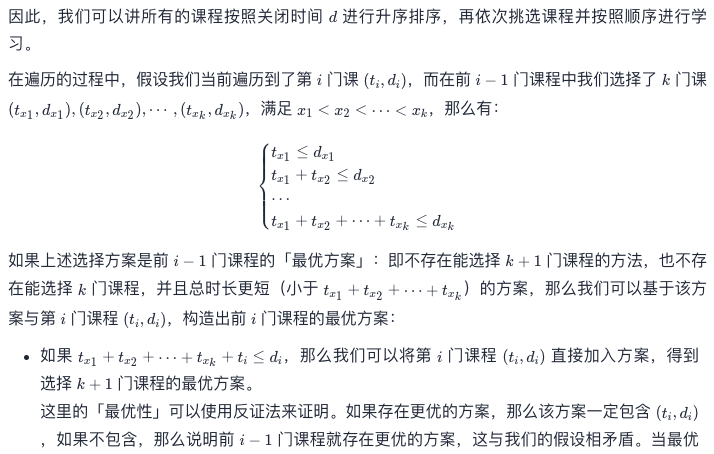 因此，我们可以讲所有的课程按照关闭时间 d 进行升序排序，再依次挑选课程并按照顺序进行学
习。
在遍历的过程中，假设我们当前遍历到了第 i 门课 (t_i, d_i)，而在前 i − 1 门课程中我们选择了 k 门课
(t_{x_1}, d_{x_1}), (t_{x_2}, d_{x_2}), ⋯ , (t_{x_k}, d_{x_k})，满足 x_1 < x_2 < ⋯ < x_k，那么有：
t_{x_1} ≤ d_{x_1}
t_{x_1} + t_{x_2} ≤ d_{x_2}
⋯
t_{x_1} + t_{x_2} + ⋯ + t_{x_k} ≤ d_{x_k}
如果上述选择方案是前 i − 1 门课程的「最优方案」：即不存在能选择 k + 1 门课程的方法，也不存
在能选择 k 门课程，并且总时长更短（小于 t_{x_1} + t_{x_2} + ⋯ + t_{x_k}）的方案，那么我们可以基于该方
案与第 i 门课程 (t_i, d_i)，构造出前 i 门课程的最优方案：
• 如果 t_{x_1} + t_{x_2} + ⋯ + t_{x_k} + t_i ≤ d_i，那么我们可以将第 i 门课程 (t_i, d_i) 直接加入方案，得到
选择 k + 1 门课程的最优方案。
这里的「最优性」可以使用反证法来证明。如果存在更优的方案，那么该方案一定包含 (t_i, d_i)
，如果不包含，那么说明前 i − 1 门课程就存在更优的方案，这与我们的假设相矛盾。当最优